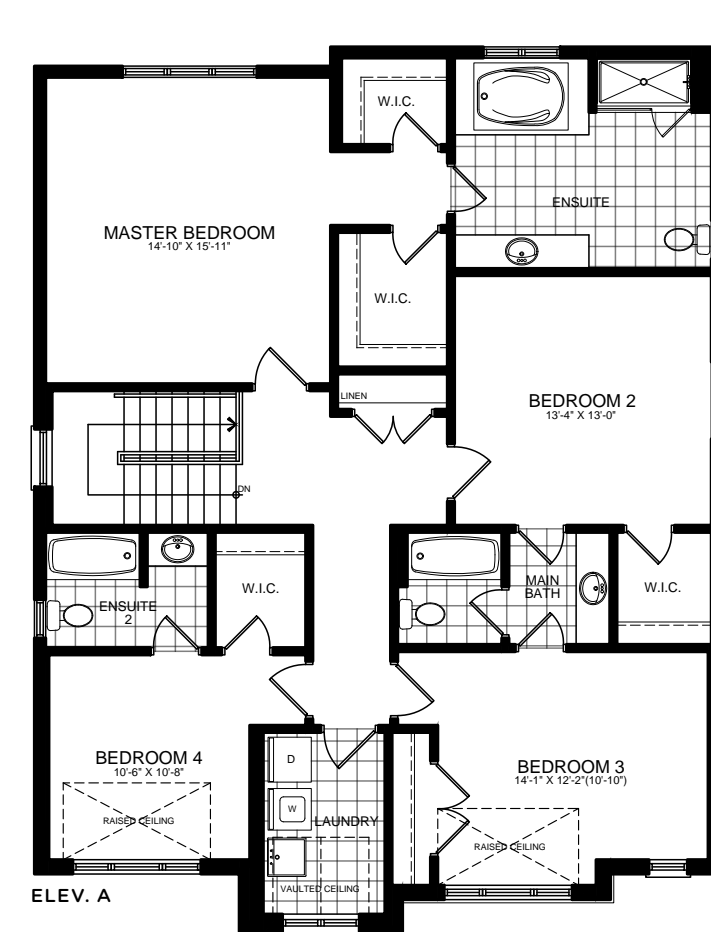 W.I.C.
ENSUITE
MASTER BEDROOM
14'-10" X 15'-11"
W.I.C.
LINEN
BEDROOM 2
13'-4" X 13'-0"
DN
ENSUITE
2
W.I.C.
MAIN
BATH
W.I.C.
BEDROOM 4
10'-6" X 10'-8"
RAISED CEILING
D
W
LAUNDRY
VAULTED CEILING
BEDROOM 3
14'-1" X 12'-2"(10'-10")
RAISED CEILING
ELEV. A